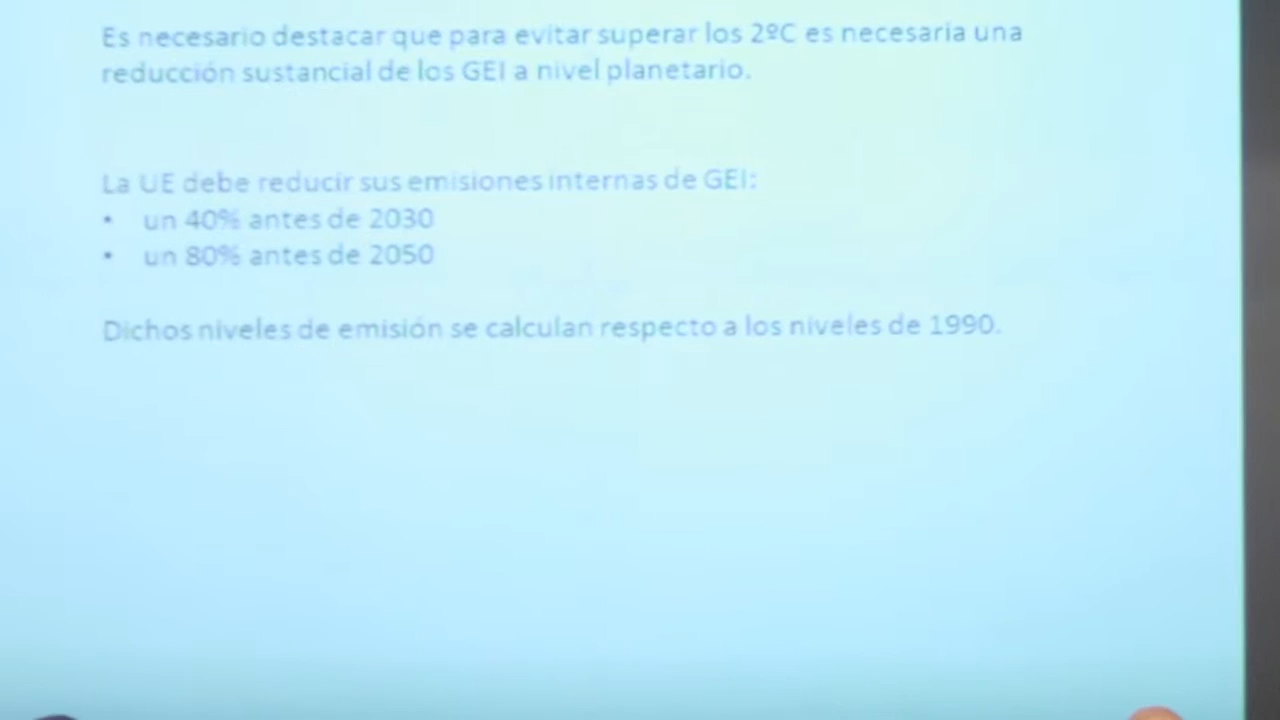 Es necesario destacar que para evitar superar los 2ºC es necesaria una
reducción sustancial de los GEI a nivel planetario.
La UE debe reducir sus emisiones internas de GEI:
• un 40% antes de 2030
• un 80% antes de 2050
Dichos niveles de emisión se calculan respecto a los niveles de 1990.